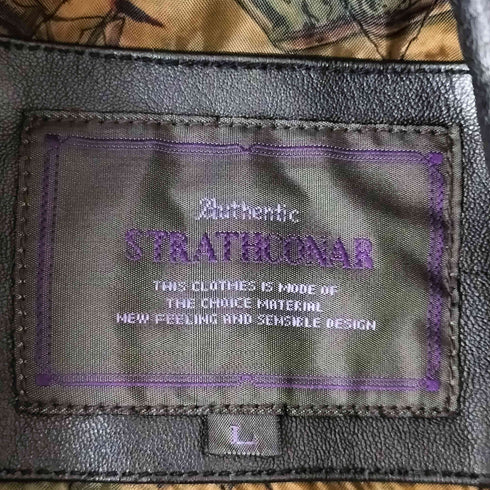 Authentic
STRATHCONAR
THIS CLOTHES IS MODE OF
THE CHOICE MATERIAL
NEW FEELING AND SENSIBLE DESIGN
L